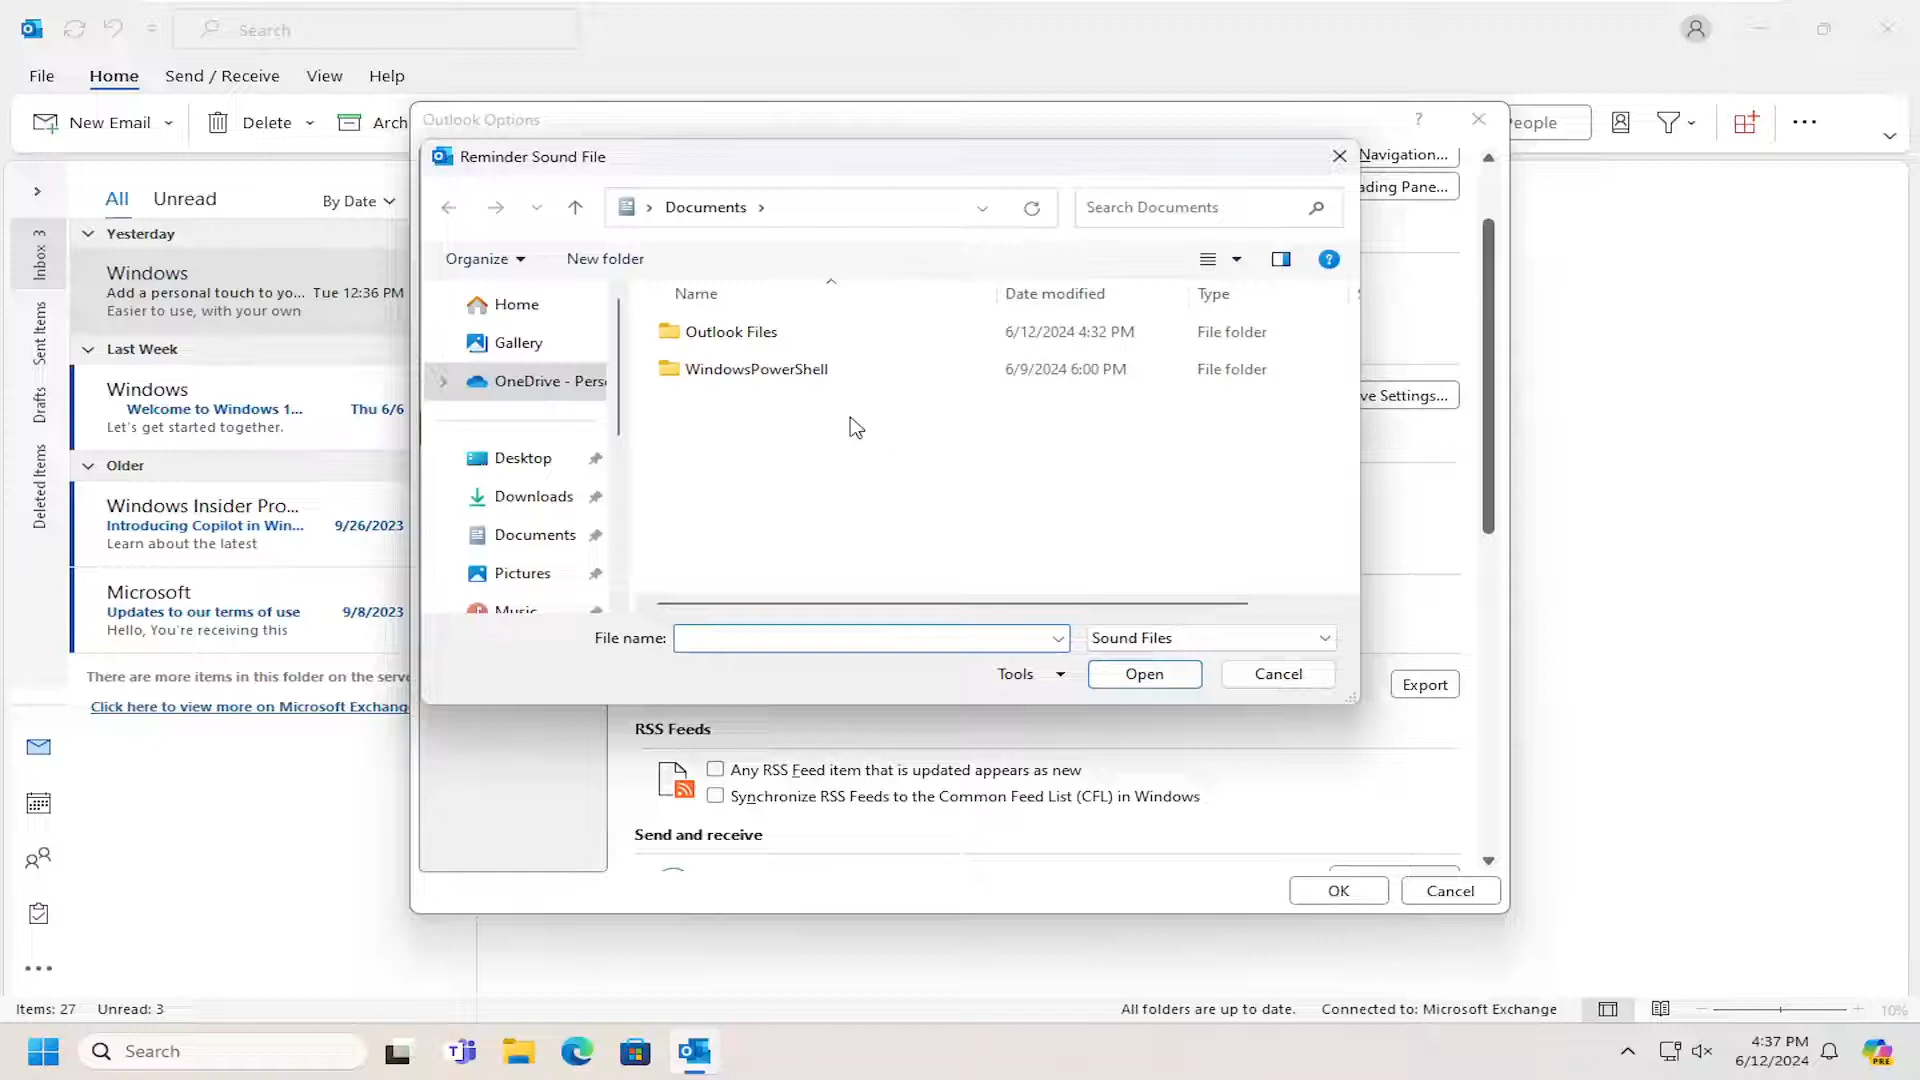 Search
File Home Send / Receive View Help
New Email Delete Arch
Outlook Options ?
eople
Navigation...
ading Pane...
Reminder Sound File
All Unread By Date
Documents
Search Documents
Yesterday
Inbox 3
Sent Items
Drafts
Deleted Items
Windows
Add a personal touch to yo... Tue 12:36 PM
Easier to use, with your own
Last Week
Windows
Welcome to Windows 1... Thu 6/6
Let's get started together.
Older
Windows Insider Pro...
Introducing Copilot in Win... 9/26/2023
Learn about the latest
Microsoft
Updates to our terms of use 9/8/2023
Hello, You're receiving this
There are more items in this folder on the serve
Click here to view more on Microsoft Exchang
Organize New folder
?
Home
Gallery
OneDrive - Perso
Desktop
Downloads
Documents
Pictures
Music
Name Date modified Type
Outlook Files 6/12/2024 4:32 PM File folder
WindowsPowerShell 6/9/2024 6:00 PM File folder
ve Settings...
File name: Sound Files
Tools Open Cancel
Export
RSS Feeds
Any RSS Feed item that is updated appears as new
Synchronize RSS Feeds to the Common Feed List (CFL) in Windows
Send and receive
OK Cancel
Items: 27 Unread: 3
All folders are up to date. Connected to: Microsoft Exchange 10%
Search
4:37 PM
6/12/2024
PRE